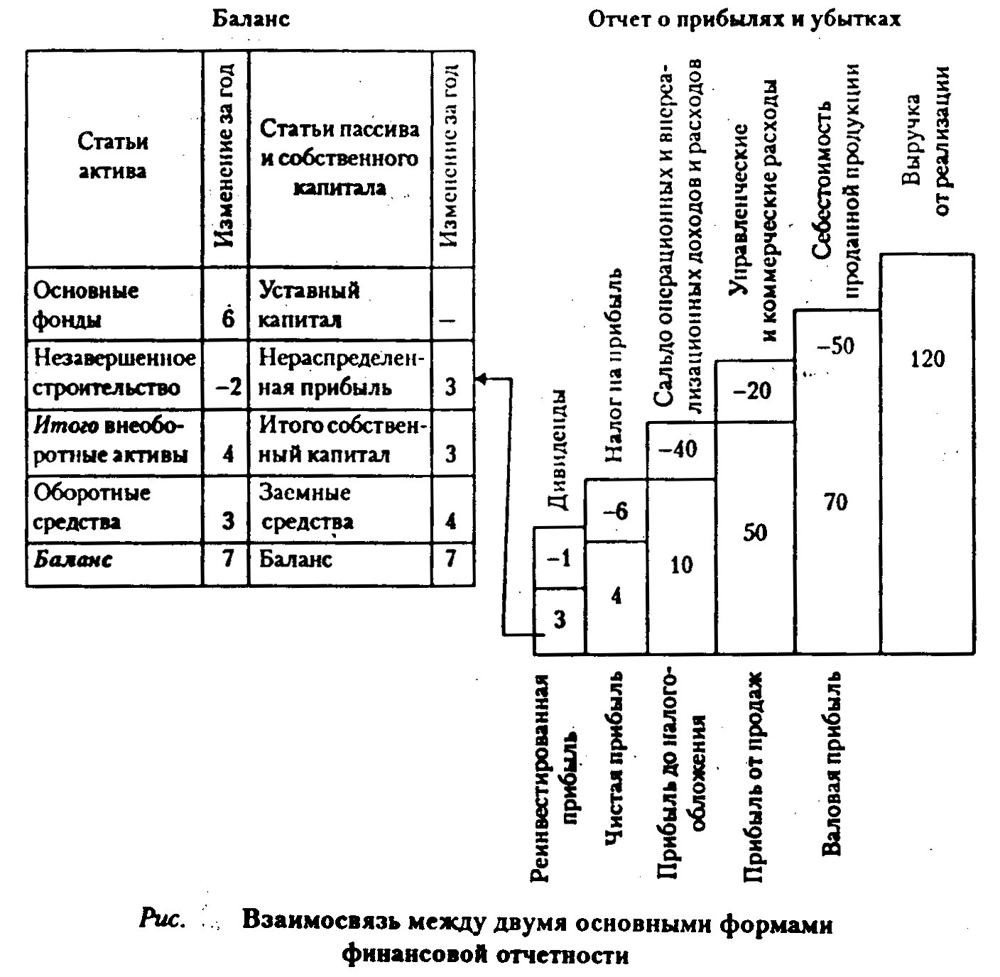 Баланс
Статьи
актива
Изменение за год
Статьи пассива
и собственного
капитала
Изменение за год
Основные
фонды
6
Уставный
капитал
–
Незавершенное
строительство
–2
Нераспределен-
ная прибыль
3
Итого внеобо-
ротные активы
4
Итого собствен-
ный капитал
3
Оборотные
средства
3
Заемные
средства
4
Баланс
7
Баланс
7
Отчет о прибылях и убытках
Дивиденды
Налог на прибыль
Сальдо операционных и внереа-
лизационных доходов и расходов
Управленческие
и коммерческие расходы
Себестоимость
проданной продукции
Выручка
от реализации
–1
3
–6
4
–40
10
–20
50
–50
70
120
Реинвестированная
прибыль
Чистая прибыль
Прибыль до налого-
обложения
Прибыль от продаж
Валовая прибыль
Рис.
Взаимосвязь между двумя основными формами
финансовой отчетности